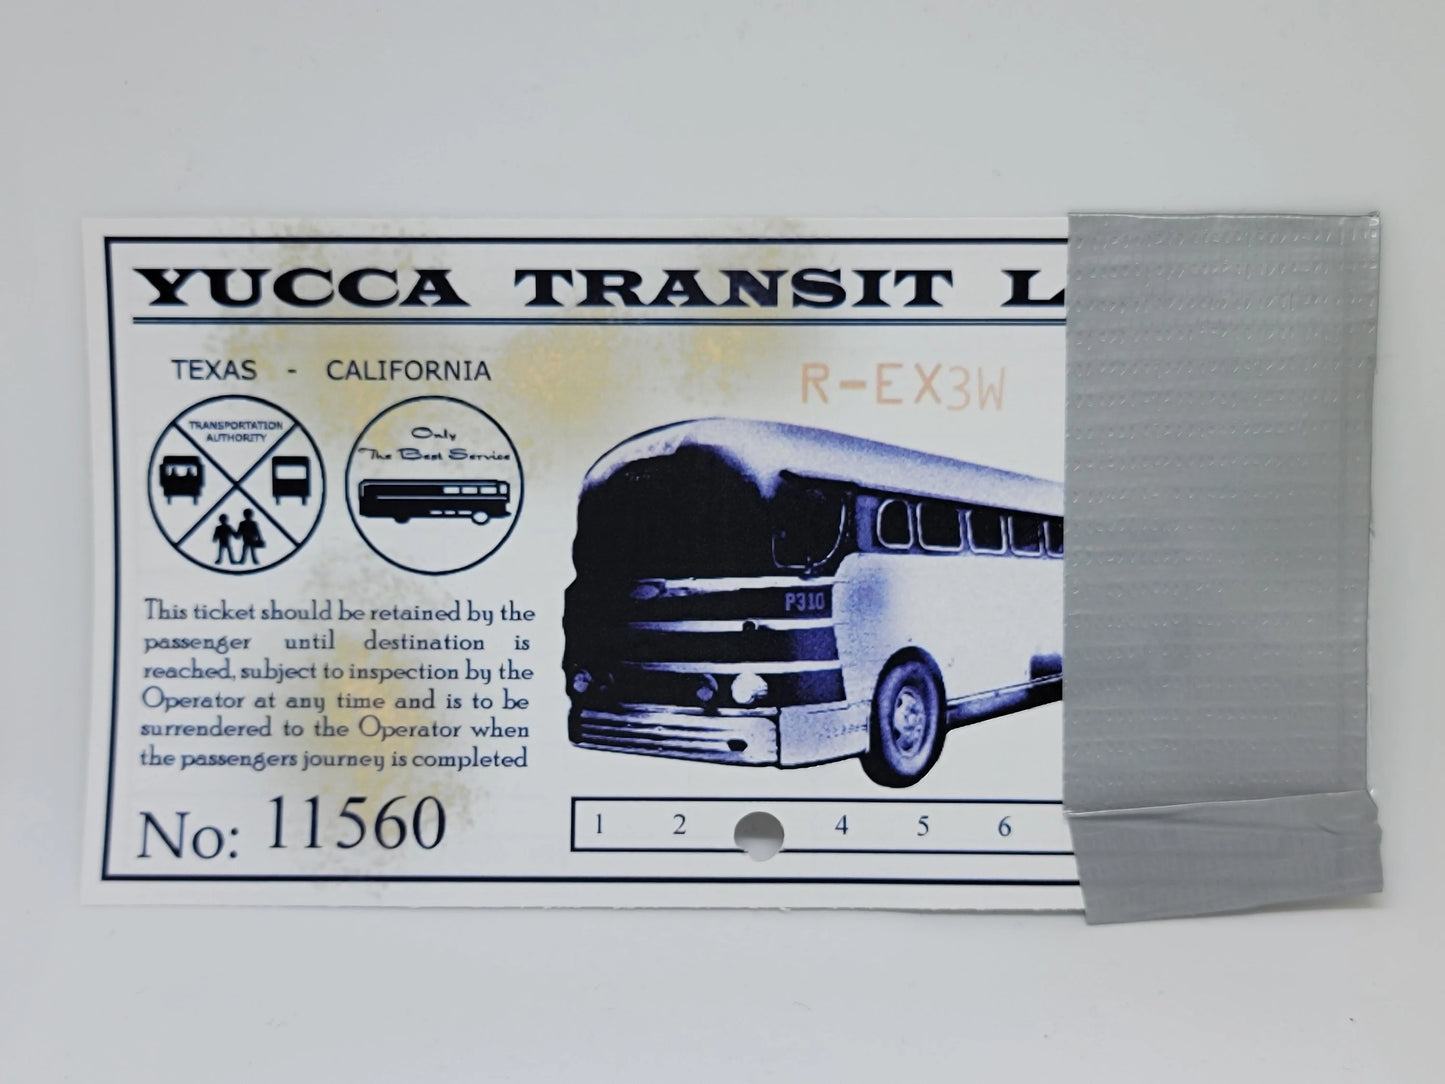 YUCCA TRANSIT L
TEXAS - CALIFORNIA
R-EX3W
TRANSPORTATION
AUTHORITY
Only
The Best Service
P310
This ticket should be retained by the
passenger until destination is
reached, subject to inspection by the
Operator at any time and is to be
surrendered to the Operator when
the passengers journey is completed
No: 11560
1 2 4 5 6